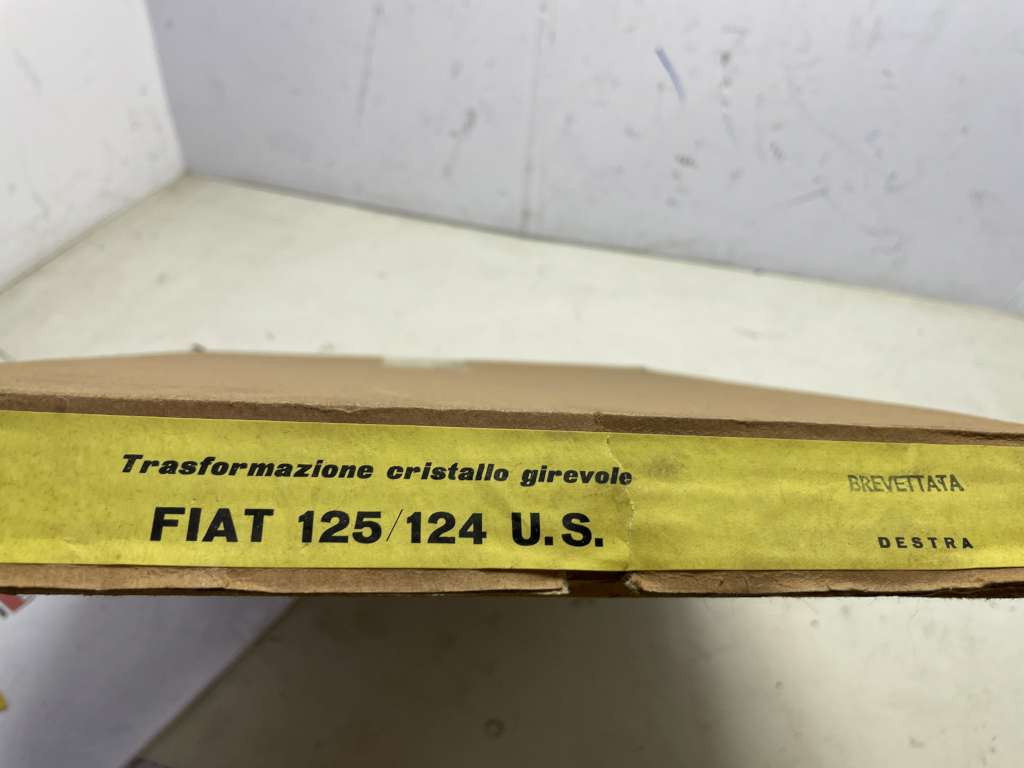 Trasformazione cristallo girevole
FIAT 125/124 U.S.
BREVETTATA
DESTRA